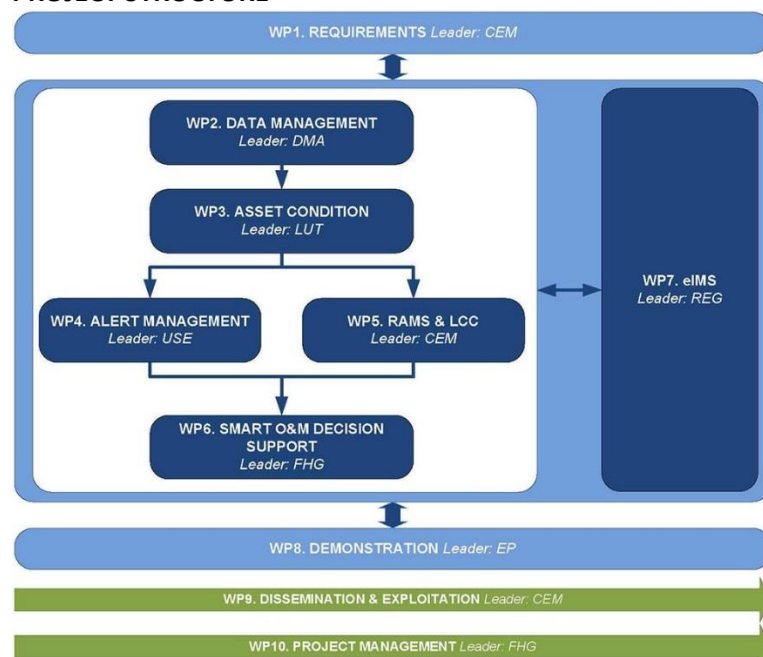 PROJECT STRUCTURE
WP1. REQUIREMENTS Leader: CEM
WP2. DATA MANAGEMENT
Leader: DMA
WP3. ASSET CONDITION
Leader: LUT
WP4. ALERT MANAGEMENT
Leader: USE
WP5. RAMS & LCC
Leader: CEM
WP7. eIMS
Leader: REG
WP6. SMART O&M DECISION
SUPPORT
Leader: FHG
WP8. DEMONSTRATION Leader: EP
WP9. DISSEMINATION & EXPLOITATION Leader: CEM
WP10. PROJECT MANAGEMENT Leader: FHG